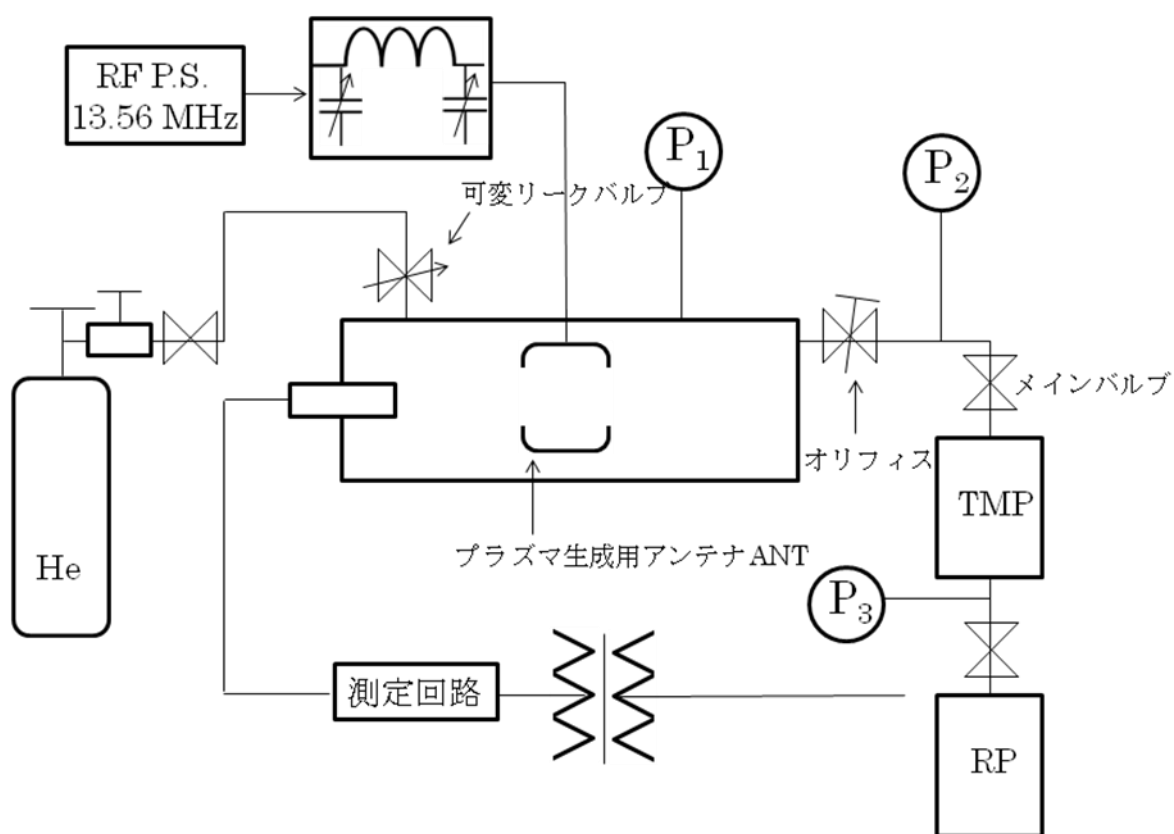 RF P.S.
13.56 MHz
P1
P2
可変リークバルブ
メインバルブ
オリフィス
TMP
プラズマ生成用アンテナANT
He
P3
測定回路
RP